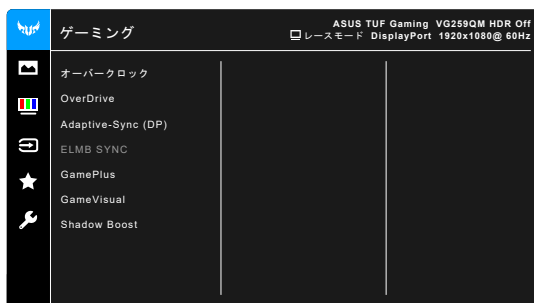 ゲーミング
ASUS TUF Gaming VG259QM HDR Off
レースモード DisplayPort 1920x1080@ 60Hz
オーバークロック
OverDrive
Adaptive-Sync (DP)
ELMB SYNC
GamePlus
GameVisual
Shadow Boost